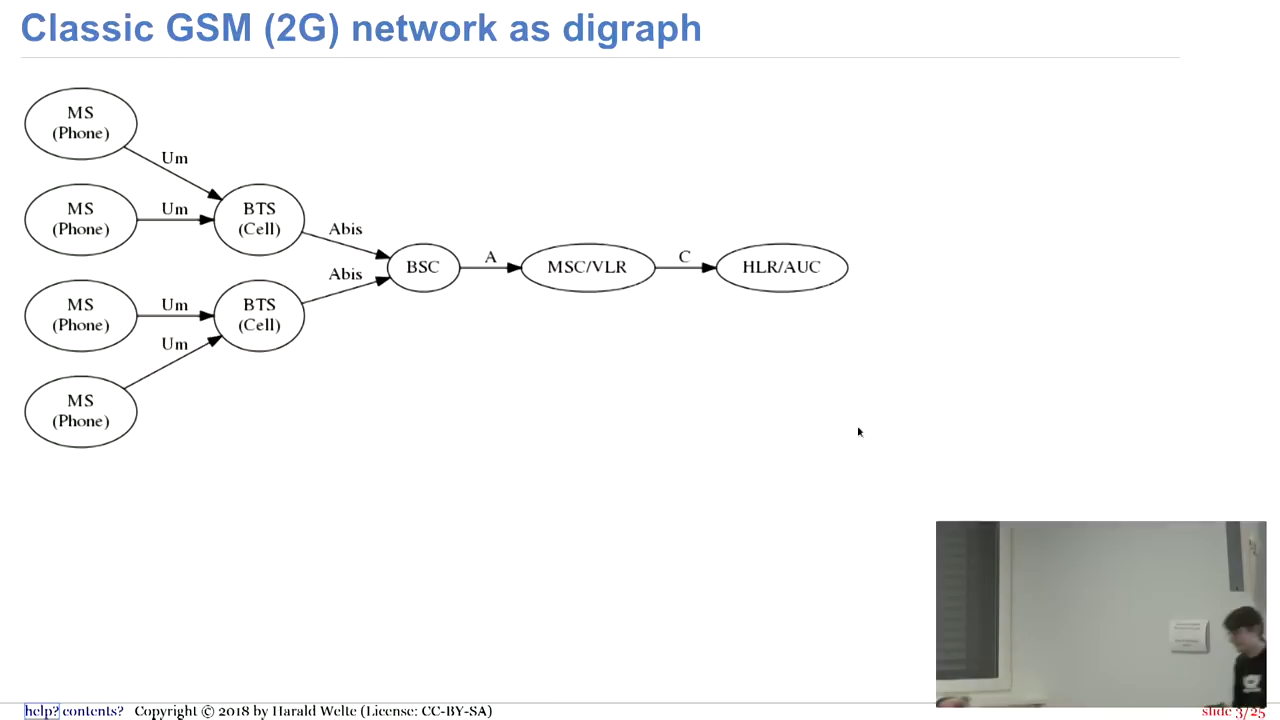 Classic GSM (2G) network as digraph
MS
(Phone)
Um
MS
(Phone)
Um
BTS
(Cell)
Abis
MS
(Phone)
Um
BTS
(Cell)
Abis
Um
MS
(Phone)
BSC
A
MSC/VLR
C
HLR/AUC
help? contents? Copyright © 2018 by Harald Welte (License: CC-BY-SA)
slide 3/25